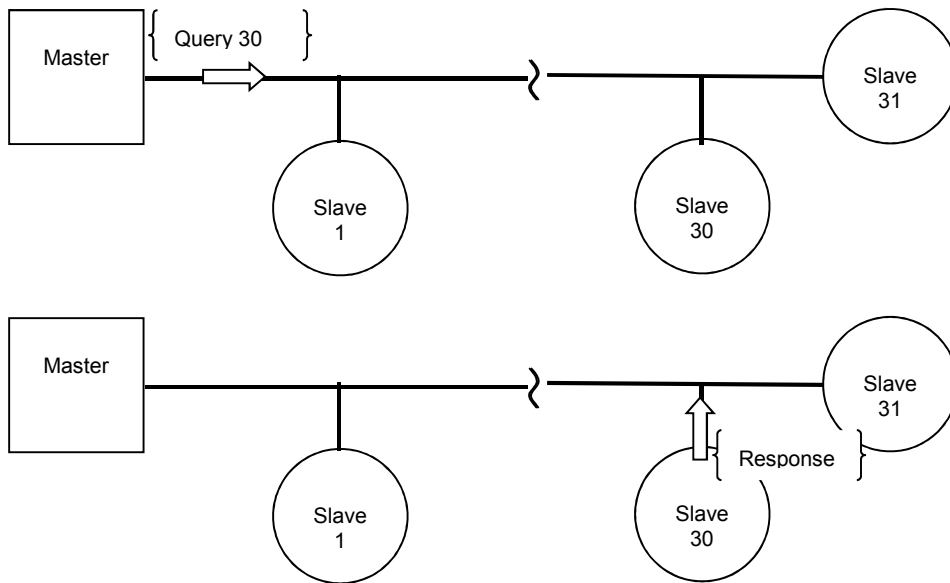 { Query 30 }
Master
Slave
31
Slave
1
Slave
30
Master
Slave
31
{ Response }
Slave
1
Slave
30